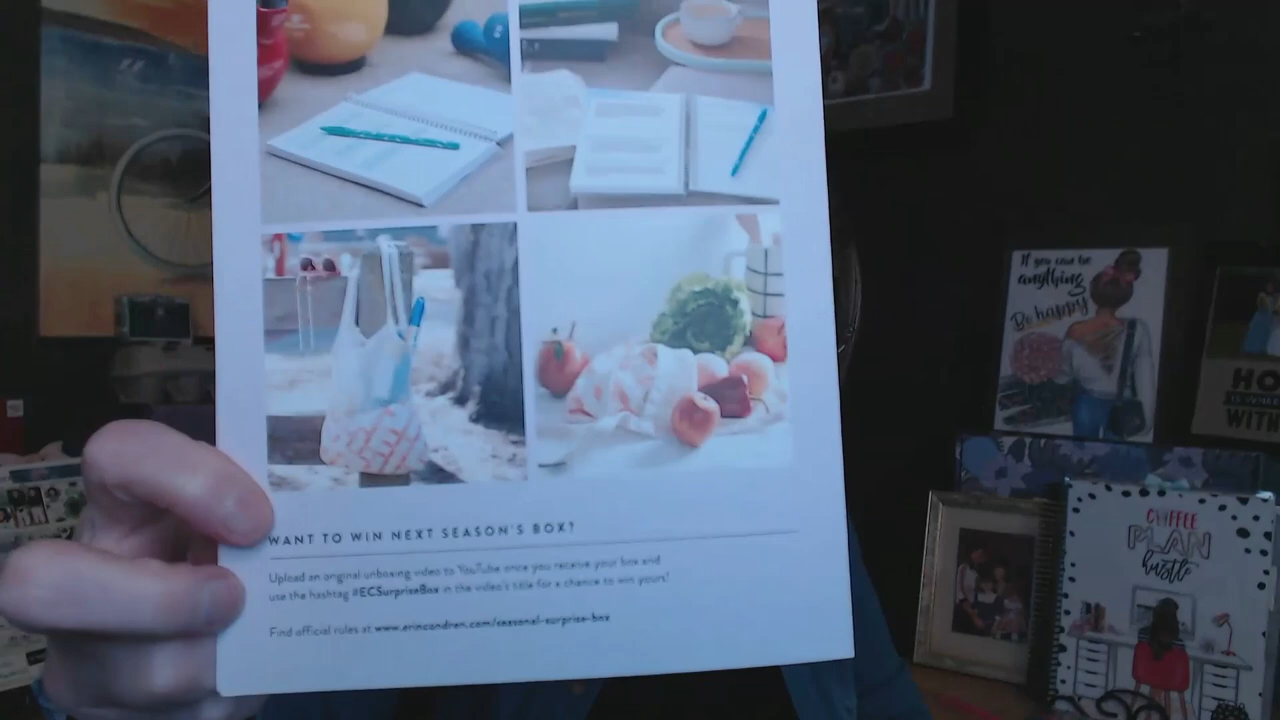 WANT TO WIN NEXT SEASON'S BOX?
Upload an original unboxing video to YouTube once you receive your box and
use the hashtag #ECSurpriseBox in the video's title for a chance to win yours!
Find official rules at www.erincondren.com/seasonal-surprise-box
If you can be
anything
Be happy
HO
WITH
COFFEE
PLAN
hustle